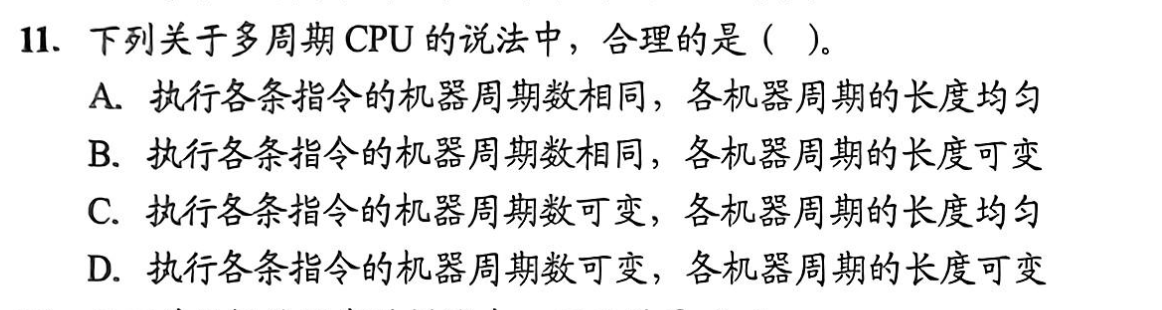 11. 下列关于多周期 CPU 的说法中，合理的是（ ）。
A. 执行各条指令的机器周期数相同，各机器周期的长度均匀
B. 执行各条指令的机器周期数相同，各机器周期的长度可变
C. 执行各条指令的机器周期数可变，各机器周期的长度均匀
D. 执行各条指令的机器周期数可变，各机器周期的长度可变